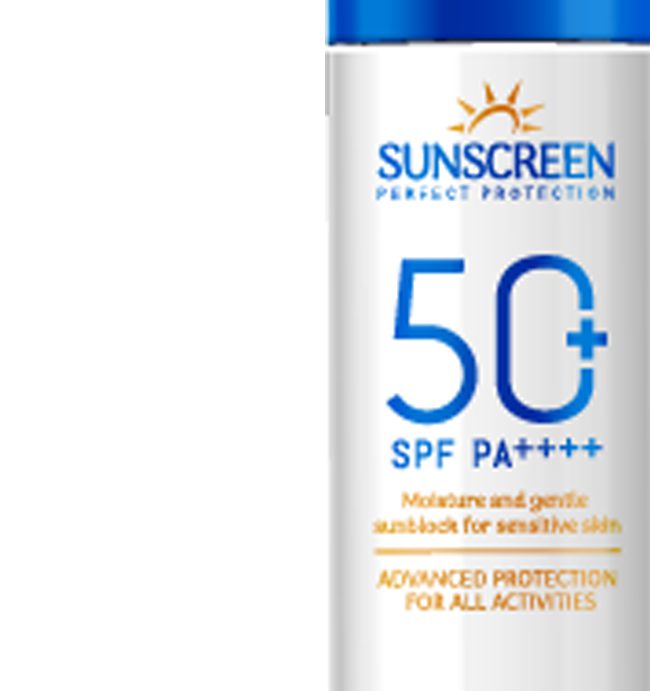 SUNSCREEN
PERFECT PROTECTION
50+
SPF PA++++
Moisture and gentle
sunblock for sensitive skin
ADVANCED PROTECTION
FOR ALL ACTIVITIES